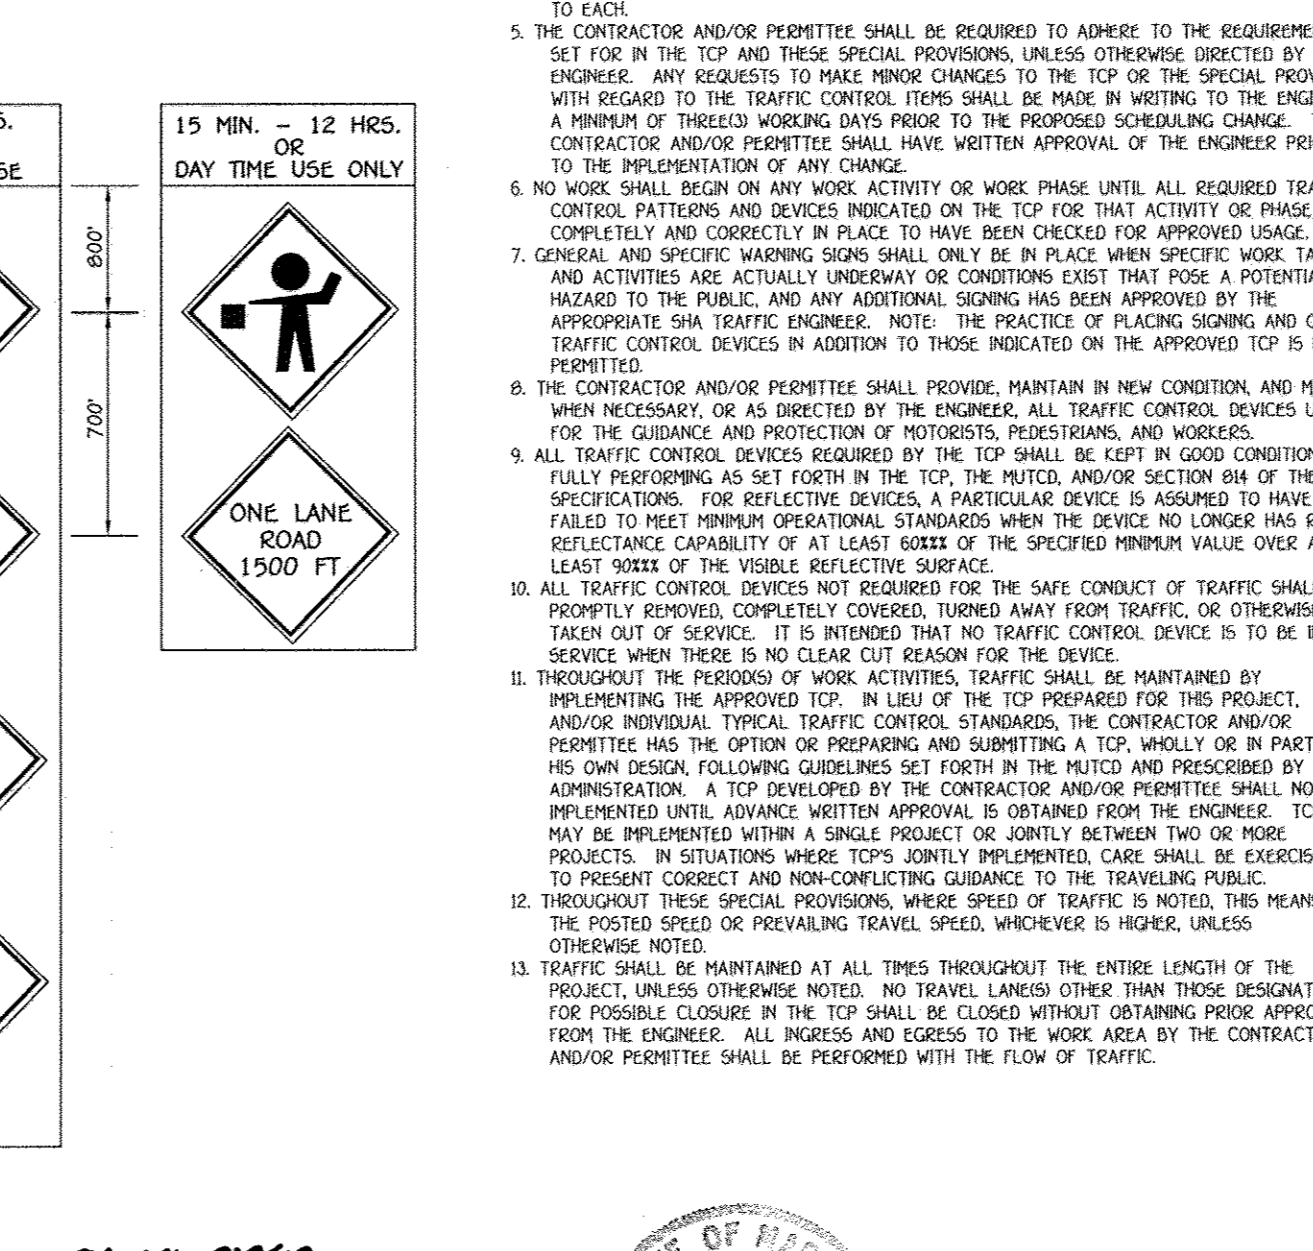 S.
SE
800'
700'
15 MIN. - 12 HRS.
OR
DAY TIME USE ONLY
ONE LANE
ROAD
1500 FT
TO EACH.
5. THE CONTRACTOR AND/OR PERMITTEE SHALL BE REQUIRED TO ADHERE TO THE REQUIREME
SET FOR IN THE TCP AND THESE SPECIAL PROVISIONS, UNLESS OTHERWISE DIRECTED BY
ENGINEER. ANY REQUESTS TO MAKE MINOR CHANGES TO THE TCP OR THE SPECIAL PROV
WITH REGARD TO THE TRAFFIC CONTROL ITEMS SHALL BE MADE IN WRITING TO THE ENGI
A MINIMUM OF THREE(3) WORKING DAYS PRIOR TO THE PROPOSED SCHEDULING CHANGE.
CONTRACTOR AND/OR PERMITTEE SHALL HAVE WRITTEN APPROVAL OF THE ENGINEER PRI
TO THE IMPLEMENTATION OF ANY CHANGE.
6. NO WORK SHALL BEGIN ON ANY WORK ACTIVITY OR WORK PHASE UNTIL ALL REQUIRED TRA
CONTROL PATTERNS AND DEVICES INDICATED ON THE TCP FOR THAT ACTIVITY OR PHASE
COMPLETELY AND CORRECTLY IN PLACE TO HAVE BEEN CHECKED FOR APPROVED USAGE.
7. GENERAL AND SPECIFIC WARNING SIGNS SHALL ONLY BE IN PLACE WHEN SPECIFIC WORK TA
AND ACTIVITIES ARE ACTUALLY UNDERWAY OR CONDITIONS EXIST THAT POSE A POTENTIA
HAZARD TO THE PUBLIC, AND ANY ADDITIONAL SIGNING HAS BEEN APPROVED BY THE
APPROPRIATE SHA TRAFFIC ENGINEER. NOTE: THE PRACTICE OF PLACING SIGNING AND O
TRAFFIC CONTROL DEVICES IN ADDITION TO THOSE INDICATED ON THE APPROVED TCP IS
PERMITTED.
8. THE CONTRACTOR AND/OR PERMITTEE SHALL PROVIDE, MAINTAIN IN NEW CONDITION, AND M
WHEN NECESSARY, OR AS DIRECTED BY THE ENGINEER, ALL TRAFFIC CONTROL DEVICES U
FOR THE GUIDANCE AND PROTECTION OF MOTORISTS, PEDESTRIANS, AND WORKERS.
9. ALL TRAFFIC CONTROL DEVICES REQUIRED BY THE TCP SHALL BE KEPT IN GOOD CONDITION
FULLY PERFORMING AS SET FORTH IN THE TCP, THE MUTCD, AND/OR SECTION 814 OF THE
SPECIFICATIONS. FOR REFLECTIVE DEVICES, A PARTICULAR DEVICE IS ASSUMED TO HAVE
FAILED TO MEET MINIMUM OPERATIONAL STANDARDS WHEN THE DEVICE NO LONGER HAS R
REFLECTANCE CAPABILITY OF AT LEAST 60%%% OF THE SPECIFIED MINIMUM VALUE OVER A
LEAST 90%%% OF THE VISIBLE REFLECTIVE SURFACE.
10. ALL TRAFFIC CONTROL DEVICES NOT REQUIRED FOR THE SAFE CONDUCT OF TRAFFIC SHAL
PROMPTLY REMOVED, COMPLETELY COVERED, TURNED AWAY FROM TRAFFIC, OR OTHERWIS
TAKEN OUT OF SERVICE. IT IS INTENDED THAT NO TRAFFIC CONTROL DEVICE IS TO BE I
SERVICE WHEN THERE IS NO CLEAR CUT REASON FOR THE DEVICE.
11. THROUGHOUT THE PERIOD(S) OF WORK ACTIVITIES, TRAFFIC SHALL BE MAINTAINED BY
IMPLEMENTING THE APPROVED TCP. IN LIEU OF THE TCP PREPARED FOR THIS PROJECT,
AND/OR INDIVIDUAL TYPICAL TRAFFIC CONTROL STANDARDS, THE CONTRACTOR AND/OR
PERMITTEE HAS THE OPTION OR PREPARING AND SUBMITTING A TCP, WHOLLY OR IN PART
HIS OWN DESIGN, FOLLOWING GUIDELINES SET FORTH IN THE MUTCD AND PRESCRIBED BY
ADMINISTRATION. A TCP DEVELOPED BY THE CONTRACTOR AND/OR PERMITTEE SHALL NO
IMPLEMENTED UNTIL ADVANCE WRITTEN APPROVAL IS OBTAINED FROM THE ENGINEER. TC
MAY BE IMPLEMENTED WITHIN A SINGLE PROJECT OR JOINTLY BETWEEN TWO OR MORE
PROJECTS. IN SITUATIONS WHERE TCP'S JOINTLY IMPLEMENTED, CARE SHALL BE EXERCIS
TO PRESENT CORRECT AND NON-CONFLICTING GUIDANCE TO THE TRAVELING PUBLIC.
12. THROUGHOUT THESE SPECIAL PROVISIONS, WHERE SPEED OF TRAFFIC IS NOTED, THIS MEAN
THE POSTED SPEED OR PREVAILING TRAVEL SPEED, WHICHEVER IS HIGHER, UNLESS
OTHERWISE NOTED.
13. TRAFFIC SHALL BE MAINTAINED AT ALL TIMES THROUGHOUT THE ENTIRE LENGTH OF THE
PROJECT, UNLESS OTHERWISE NOTED. NO TRAVEL LANE(S) OTHER THAN THOSE DESIGNAT
FOR POSSIBLE CLOSURE IN THE TCP SHALL BE CLOSED WITHOUT OBTAINING PRIOR APPRO
FROM THE ENGINEER. ALL INGRESS AND EGRESS TO THE WORK AREA BY THE CONTRACT
AND/OR PERMITTEE SHALL BE PERFORMED WITH THE FLOW OF TRAFFIC.
OF MAR